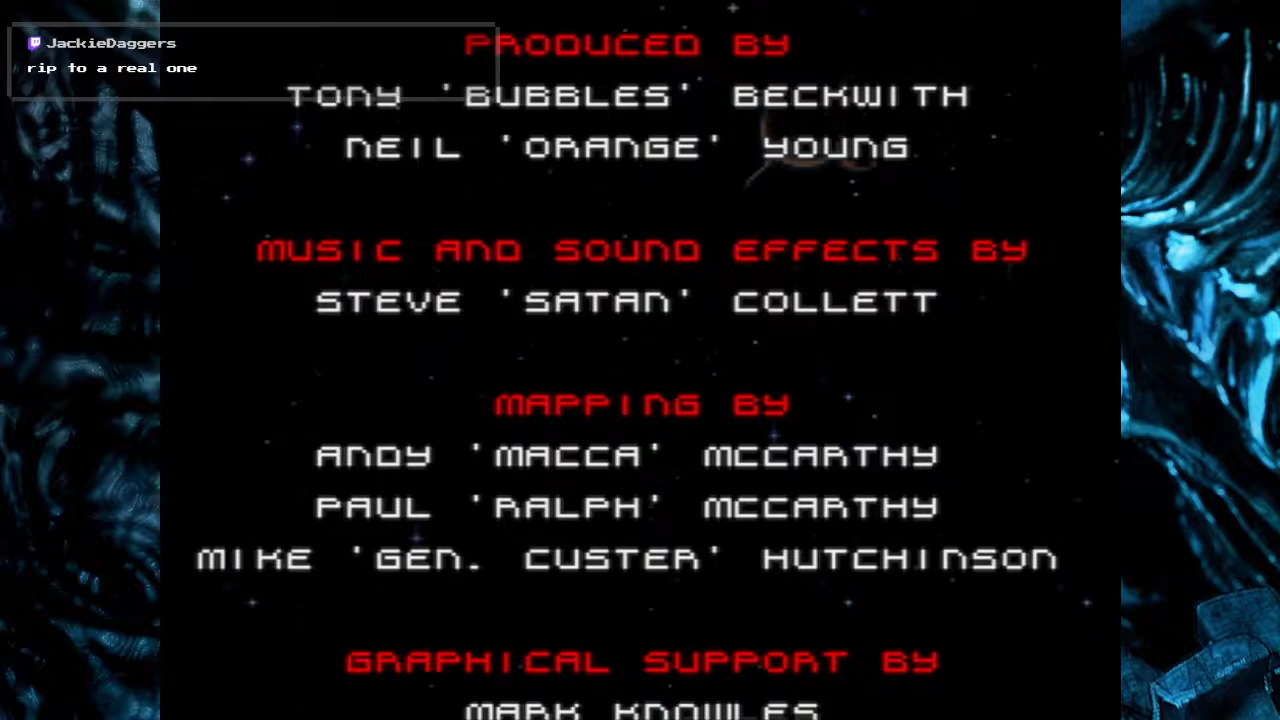 JackieDaggers
rip to a real one
PRODUCED BY
TONY 'BUBBLES' BECKWITH
NEIL 'ORANGE' YOUNG
MUSIC AND SOUND EFFECTS BY
STEVE 'SATAN' COLLETT
MAPPING BY
ANDY 'MACCA' MCCARTHY
PAUL 'RALPH' MCCARTHY
MIKE 'GEN. CUSTER' HUTCHINSON
GRAPHICAL SUPPORT BY
MARK KNOWLES